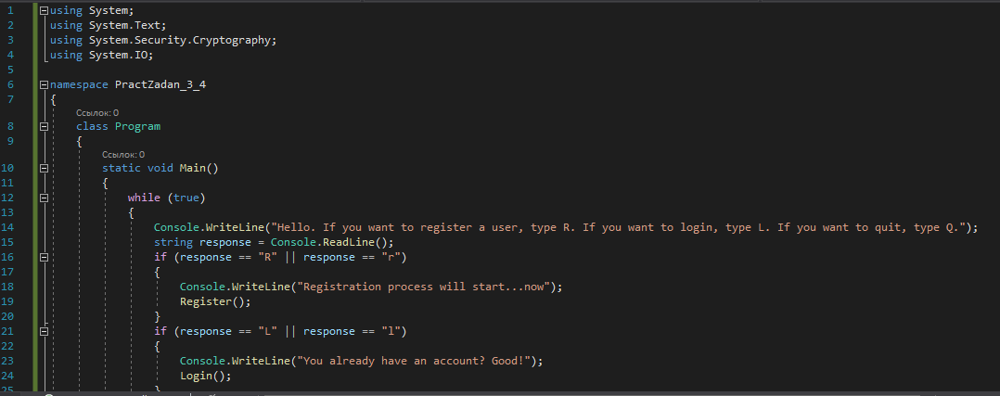 1 using System;
2 using System.Text;
3 using System.Security.Cryptography;
4 using System.IO;
5
6 namespace PractZadan_3_4
7 {
Ссылок: 0
8 class Program
9 {
Ссылок: 0
10 static void Main()
11 {
12 while (true)
13 {
14 Console.WriteLine("Hello. If you want to register a user, type R. If you want to login, type L. If you want to quit, type Q.");
15 string response = Console.ReadLine();
16 if (response == "R" || response == "r")
17 {
18 Console.WriteLine("Registration process will start...now");
19 Register();
20 }
21 if (response == "L" || response == "l")
22 {
23 Console.WriteLine("You already have an account? Good!");
24 Login();
25 }